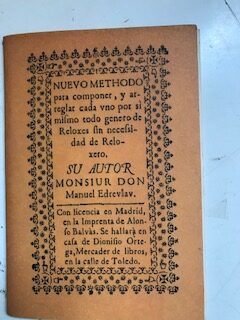 NUEVO METHODO
para componer, y ar-
reglar cada vno por si
mismo todo genero de
Reloxes sin necesi-
dad de Relo-
xero.
SU AUTOR
MONSIUR DON
Manuel Edrevlav.
Con licencia en Madrid,
en la Imprenta de Alon-
so Balvàs. Se hallarà en
casa de Dionisio Orte-
ga, Mercader de libros,
en la calle de Toledo.